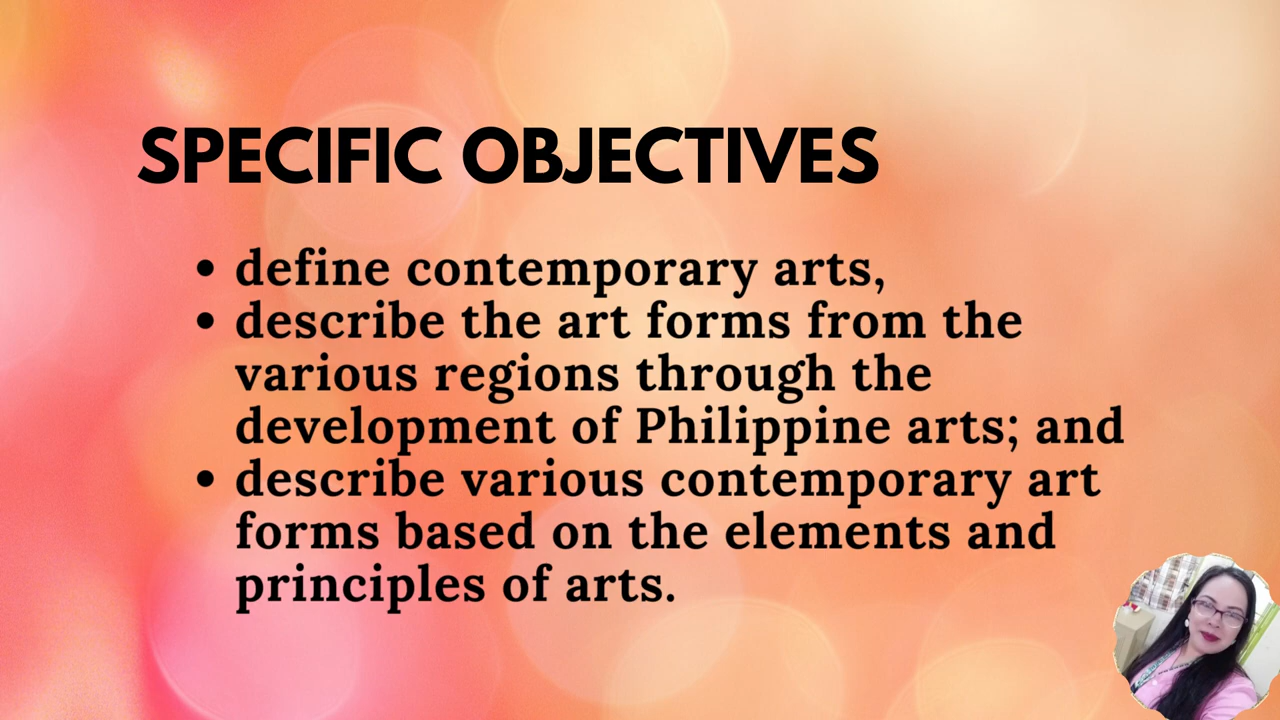 SPECIFIC OBJECTIVES
• define contemporary arts,
• describe the art forms from the
various regions through the
development of Philippine arts; and
• describe various contemporary art
forms based on the elements and
principles of arts.